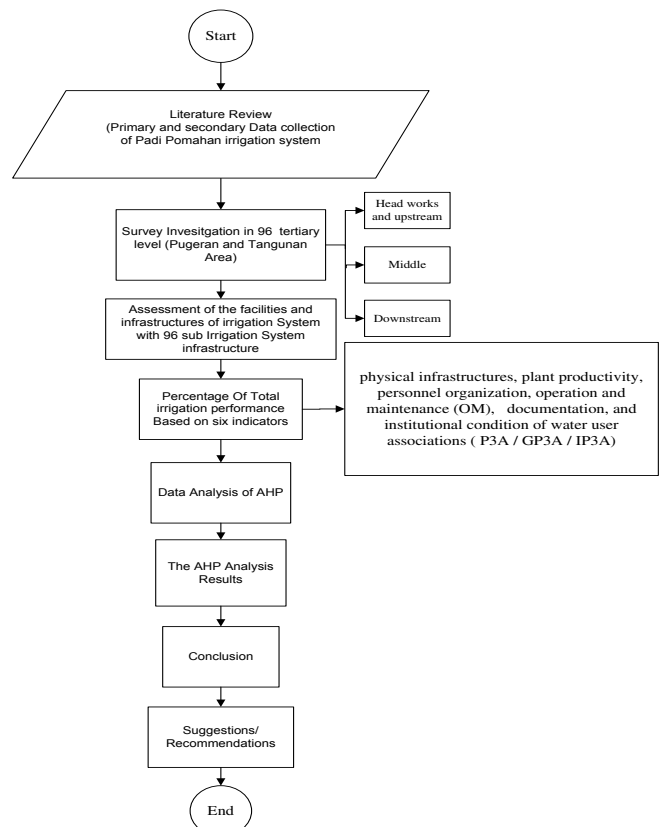 Start
Literature Review
(Primary and secondary Data collection
of Padi Pomahan irrigation system
Survey Invesitgation in 96 tertiary
level (Pugeran and Tangunan
Area)
Head works
and upstream
Middle
Downstream
Assessment of the facilities and
infrastructures of irrigation System
with 96 sub Irrigation System
infrastructure
Percentage Of Total
irrigation performance
Based on six indicators
physical infrastructures, plant productivity,
personnel organization, operation and
maintenance (OM), documentation, and
institutional condition of water user
associations ( P3A / GP3A / IP3A)
Data Analysis of AHP
The AHP Analysis
Results
Conclusion
Suggestions/
Recommendations
End